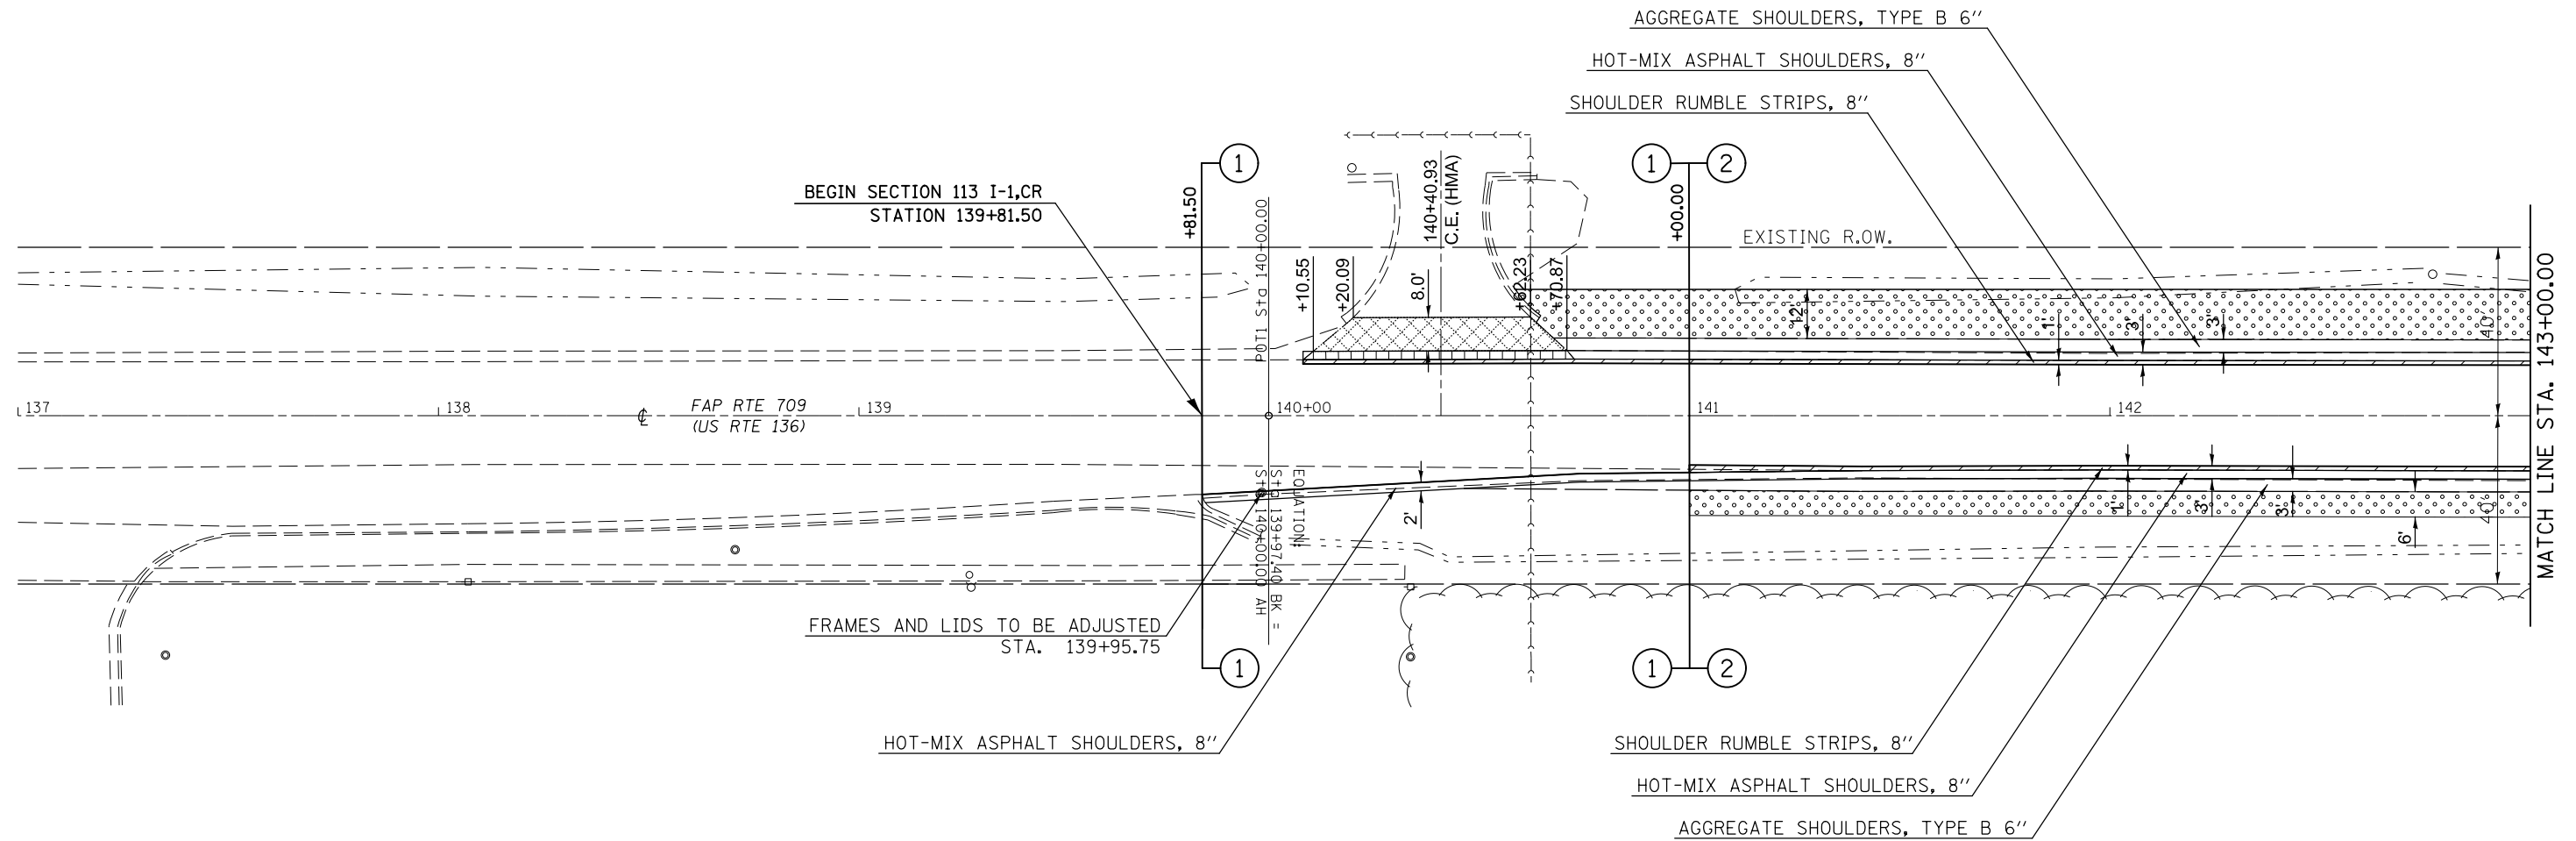 AGGREGATE SHOULDERS, TYPE B 6″
HOT-MIX ASPHALT SHOULDERS, 8″
SHOULDER RUMBLE STRIPS, 8″
1
1 2
BEGIN SECTION 113 I-1,CR
STATION 139+81.50
+81.50
POT1 Sta 140+00.00
140+40.93
C.E. (HMA)
+00.00
EXISTING R.OW.
+10.55
+20.09
8.0'
+62.23
+70.87
12'
1'
3'
3'
40'
MATCH LINE STA. 143+00.00
137
138
FAP RTE 709
(US RTE 136)
139
140+00
141
142
EQUATION:
Sta 139+97.40 BK =
Sta 140+00.00 AH
2'
1'
3'
3'
6'
40'
FRAMES AND LIDS TO BE ADJUSTED
STA. 139+95.75
1
1 2
HOT-MIX ASPHALT SHOULDERS, 8″
SHOULDER RUMBLE STRIPS, 8″
HOT-MIX ASPHALT SHOULDERS, 8″
AGGREGATE SHOULDERS, TYPE B 6″